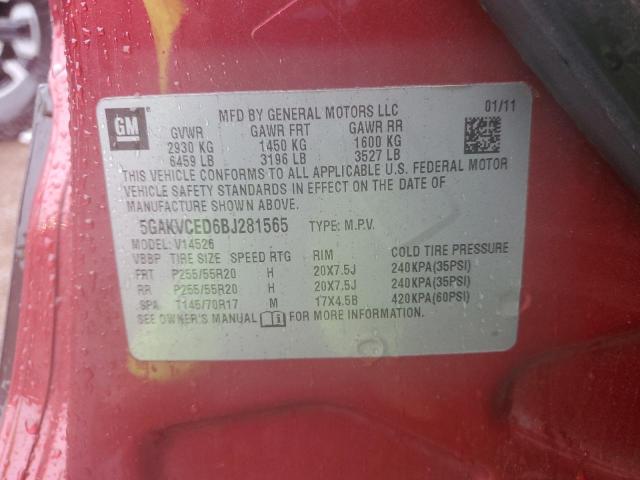 GM
MFD BY GENERAL MOTORS LLC 01/11
GVWR GAWR FRT GAWR RR
2930 KG 1450 KG 1600 KG
6459 LB 3196 LB 3527 LB
THIS VEHICLE CONFORMS TO ALL APPLICABLE U.S. FEDERAL MOTOR
VEHICLE SAFETY STANDARDS IN EFFECT ON THE DATE OF
MANUFACTURE SHOWN ABOVE.
5GAKVCED6BJ281565 TYPE: M.P.V.
MODEL: V14526
VBBP TIRE SIZE SPEED RTG RIM COLD TIRE PRESSURE
FRT P255/55R20 H 20X7.5J 240KPA(35PSI)
RR P255/55R20 H 20X7.5J 240KPA(35PSI)
SPA T145/70R17 M 17X4.5B 420KPA(60PSI)
SEE OWNER'S MANUAL FOR MORE INFORMATION.